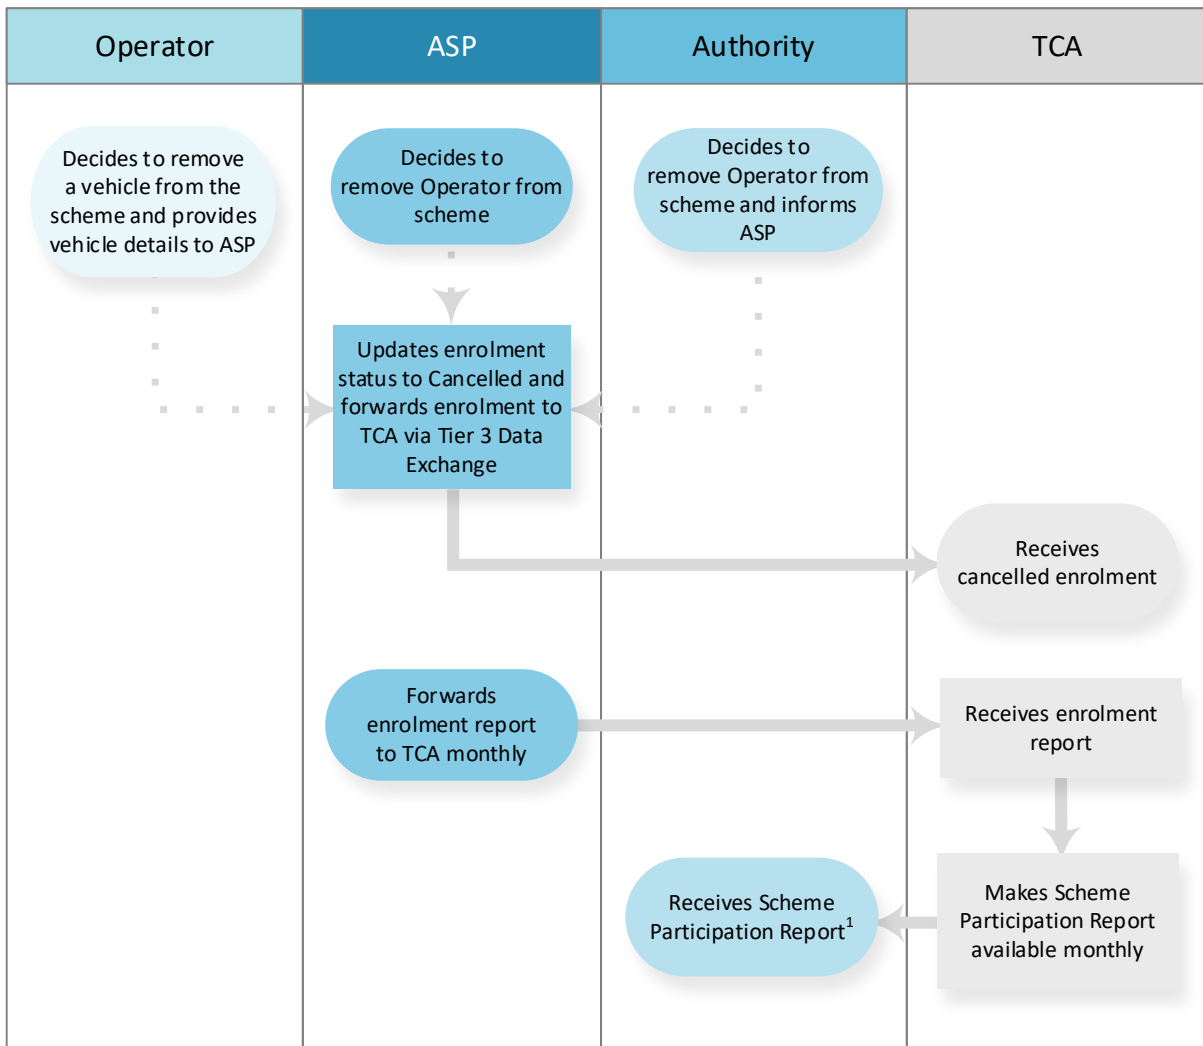 Operator
ASP
Authority
TCA
Decides to remove
a vehicle from the
scheme and provides
vehicle details to ASP
Decides to
remove Operator from
scheme
Decides to
remove Operator from
scheme and informs
ASP
Updates enrolment
status to Cancelled and
forwards enrolment to
TCA via Tier 3 Data
Exchange
Receives
cancelled enrolment
Forwards
enrolment report
to TCA monthly
Receives enrolment
report
Receives Scheme
Participation Report¹
Makes Scheme
Participation Report
available monthly